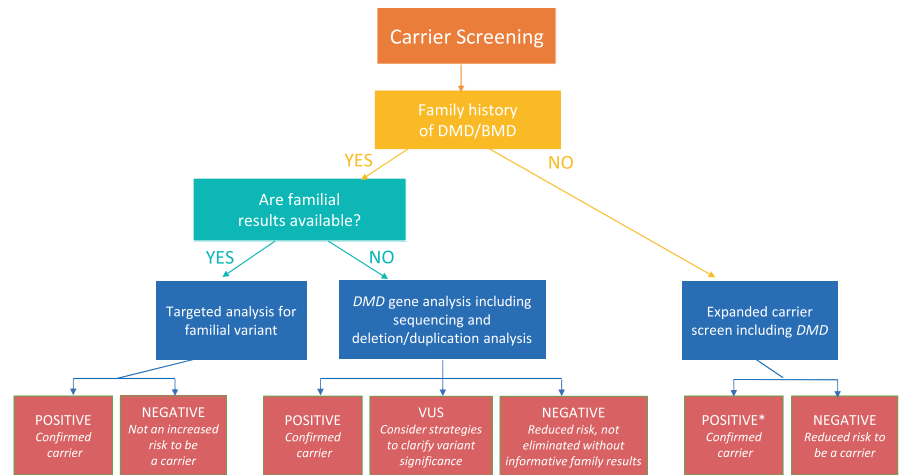 Carrier Screening
Family history
of DMD/BMD
YES
NO
Are familial
results available?
YES
NO
Targeted analysis for
familial variant
DMD gene analysis including
sequencing and
deletion/duplication analysis
Expanded carrier
screen including DMD
POSITIVE
Confirmed
carrier
NEGATIVE
Not an increased
risk to be
a carrier
POSITIVE
Confirmed
carrier
VUS
Consider strategies
to clarify variant
significance
NEGATIVE
Reduced risk, not
eliminated without
informative family results
POSITIVE*
Confirmed
carrier
NEGATIVE
Reduced risk to
be a carrier